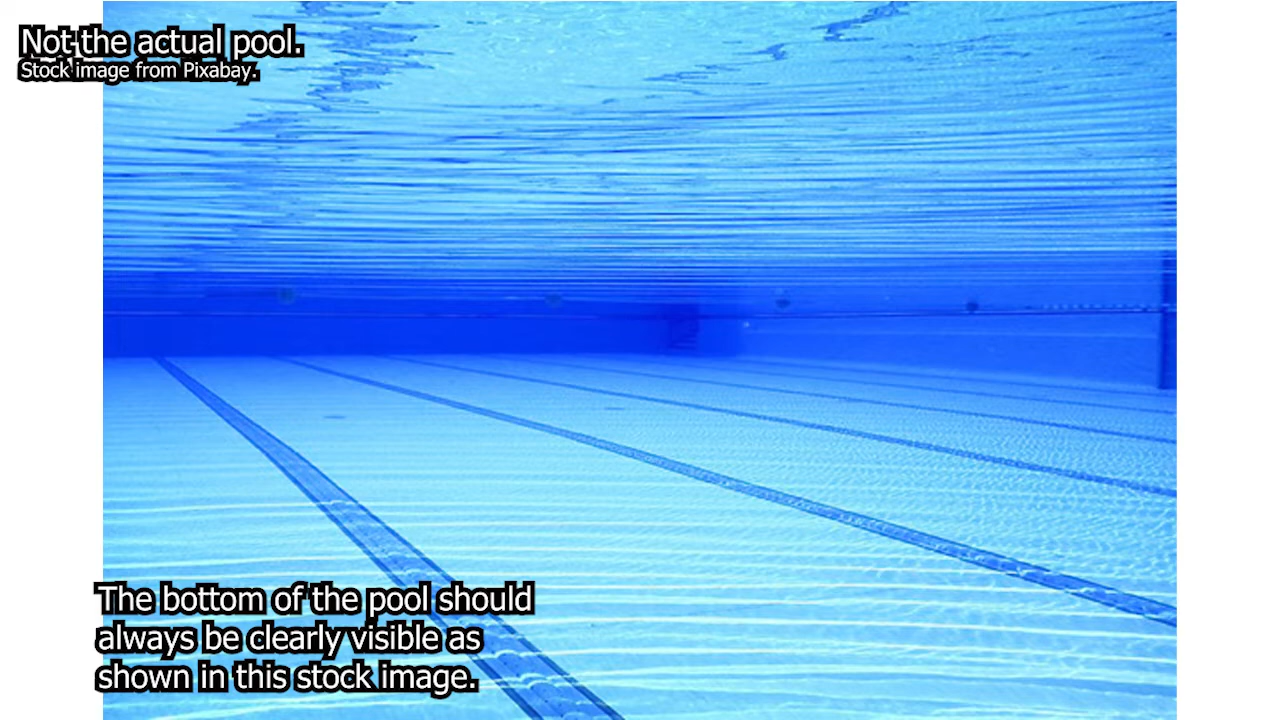 Not the actual pool.
Stock image from Pixabay.
The bottom of the pool should
always be clearly visible as
shown in this stock image.